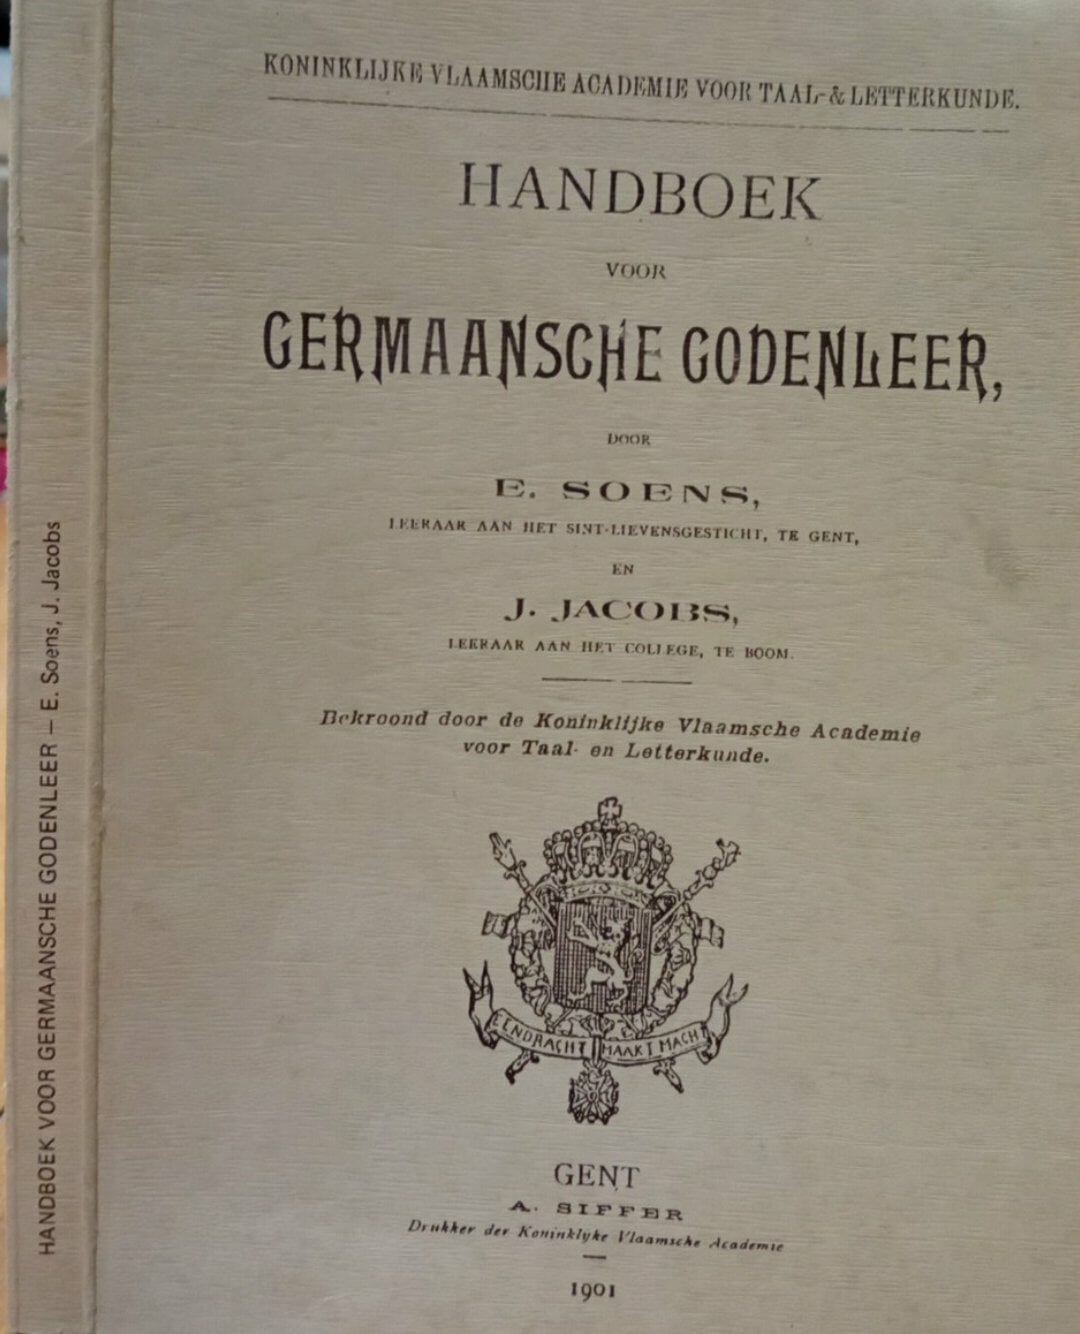 KONINKLIJKE VLAAMSCHE ACADEMIE VOOR TAAL- & LETTERKUNDE.
HANDBOEK
VOOR
GERMAANSCHE GODENLEER,
DOOR
E. SOENS,
LEERAAR AAN HET SINT-LIEVENSGESTICHT, TE GENT,
EN
J. JACOBS,
LEERAAR AAN HET COLLEGE, TE BOOM.
Bekroond door de Koninklijke Vlaamsche Academie
voor Taal- en Letterkunde.
EENDRACHT MAAKT MACHT
GENT
A. SIFFER
Drukker der Koninklyke Vlaamsche Academie
1901
HANDBOEK VOOR GERMAANSCHE GODENLEER – E. Soens, J. Jacobs